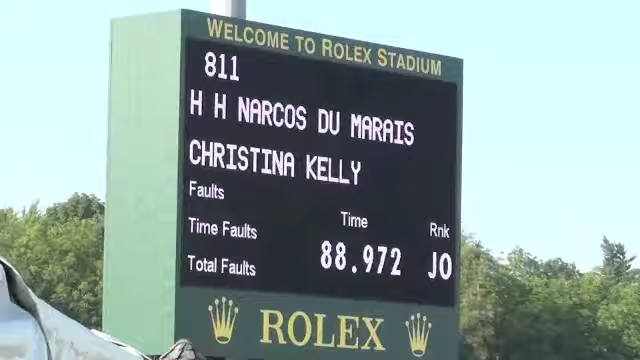 WELCOME TO ROLEX STADIUM
811
H H NARCOS DU MARAIS
CHRISTINA KELLY
Faults
Time Faults Time Rnk
Total Faults 88.972 JO
ROLEX